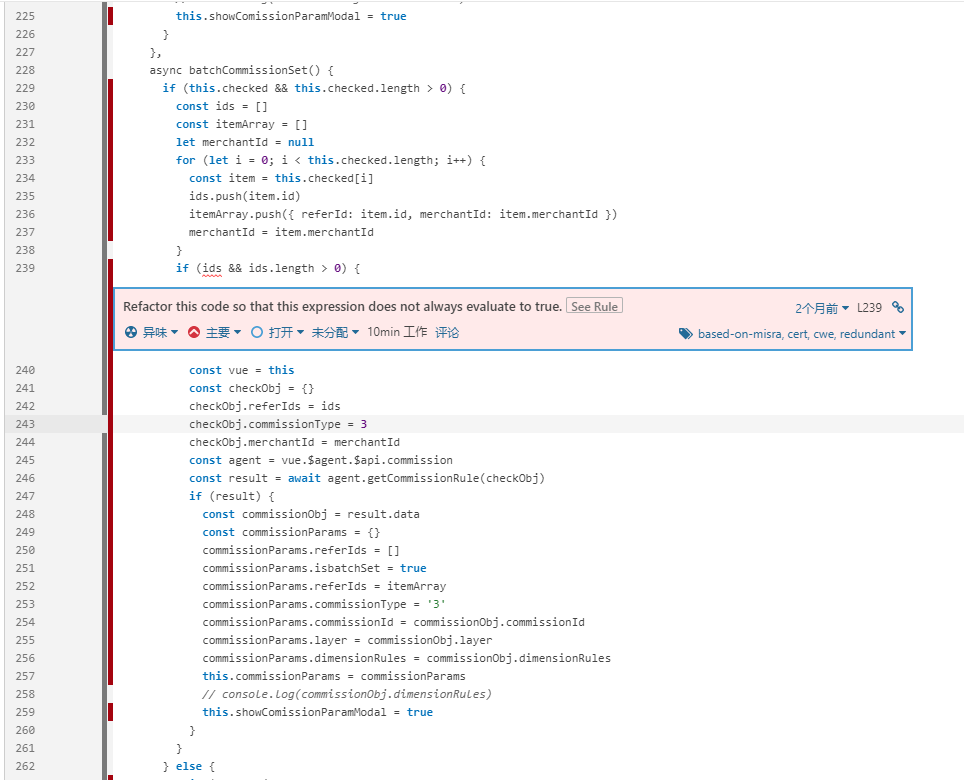 225 this.showComissionParamModal = true
226 }
227 },
228 async batchCommissionSet() {
229 if (this.checked && this.checked.length > 0) {
230 const ids = []
231 const itemArray = []
232 let merchantId = null
233 for (let i = 0; i < this.checked.length; i++) {
234 const item = this.checked[i]
235 ids.push(item.id)
236 itemArray.push({ referId: item.id, merchantId: item.merchantId })
237 merchantId = item.merchantId
238 }
239 if (ids && ids.length > 0) {
Refactor this code so that this expression does not always evaluate to true. See Rule 2个月前 L239
异味 主要 打开 未分配 10min 工作 评论 based-on-misra, cert, cwe, redundant
240 const vue = this
241 const checkObj = {}
242 checkObj.referIds = ids
243 checkObj.commissionType = 3
244 checkObj.merchantId = merchantId
245 const agent = vue.$agent.$api.commission
246 const result = await agent.getCommissionRule(checkObj)
247 if (result) {
248 const commissionObj = result.data
249 const commissionParams = {}
250 commissionParams.referIds = []
251 commissionParams.isbatchSet = true
252 commissionParams.referIds = itemArray
253 commissionParams.commissionType = '3'
254 commissionParams.commissionId = commissionObj.commissionId
255 commissionParams.layer = commissionObj.layer
256 commissionParams.dimensionRules = commissionObj.dimensionRules
257 this.commissionParams = commissionParams
258 // console.log(commissionObj.dimensionRules)
259 this.showComissionParamModal = true
260 }
261 }
262 } else {